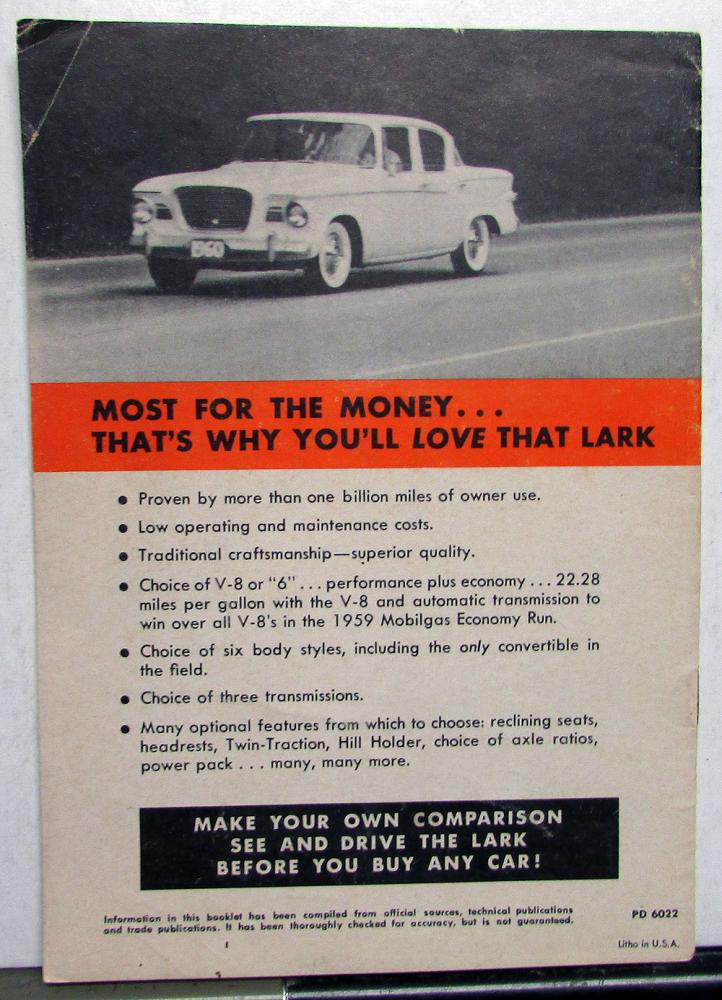 1960
MOST FOR THE MONEY...
THAT'S WHY YOU'LL LOVE THAT LARK
● Proven by more than one billion miles of owner use.
● Low operating and maintenance costs.
● Traditional craftsmanship—superior quality.
● Choice of V-8 or "6" . . . performance plus economy . . . 22.28
miles per gallon with the V-8 and automatic transmission to
win over all V-8's in the 1959 Mobilgas Economy Run.
● Choice of six body styles, including the only convertible in
the field.
● Choice of three transmissions.
● Many optional features from which to choose: reclining seats,
headrests, Twin-Traction, Hill Holder, choice of axle ratios,
power pack . . . many, many more.
MAKE YOUR OWN COMPARISON
SEE AND DRIVE THE LARK
BEFORE YOU BUY ANY CAR!
Information in this booklet has been compiled from official sources, technical publications
and trade publications. It has been thoroughly checked for accuracy, but is not guaranteed.
PD 6022
Litho in U.S.A.